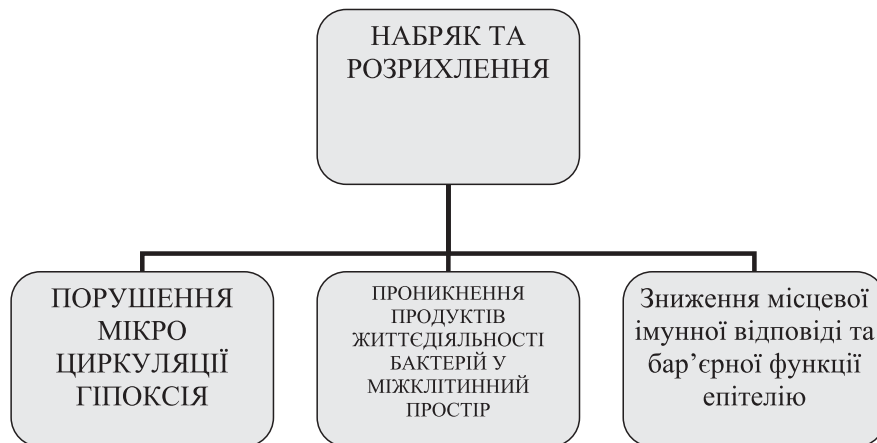 НАБРЯК ТА
РОЗРИХЛЕННЯ
ПОРУШЕННЯ
МІКРО
ЦИРКУЛЯЦІЇ
ГІПОКСІЯ
ПРОНИКНЕННЯ
ПРОДУКТІВ
ЖИТТЄДІЯЛЬНОСТІ
БАКТЕРІЙ У
МІЖКЛІТИННИЙ
ПРОСТІР
Зниження місцевої
імунної відповіді та
бар’єрної функції
епітелію